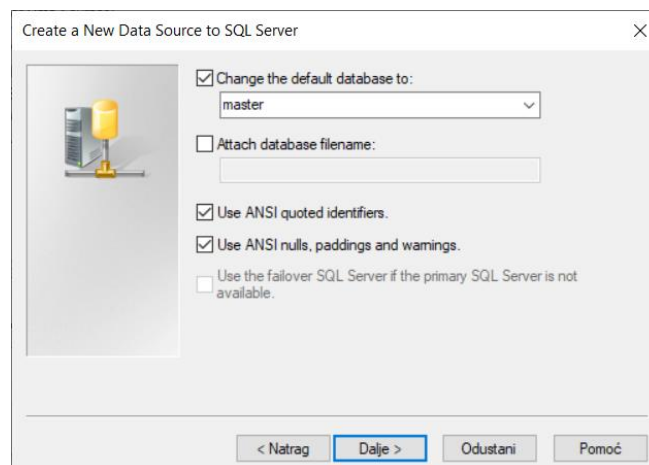 Create a New Data Source to SQL Server
Change the default database to:
master
Attach database filename:
Use ANSI quoted identifiers.
Use ANSI nulls, paddings and warnings.
Use the failover SQL Server if the primary SQL Server is not
available.
< Natrag
Dalje >
Odustani
Pomoć